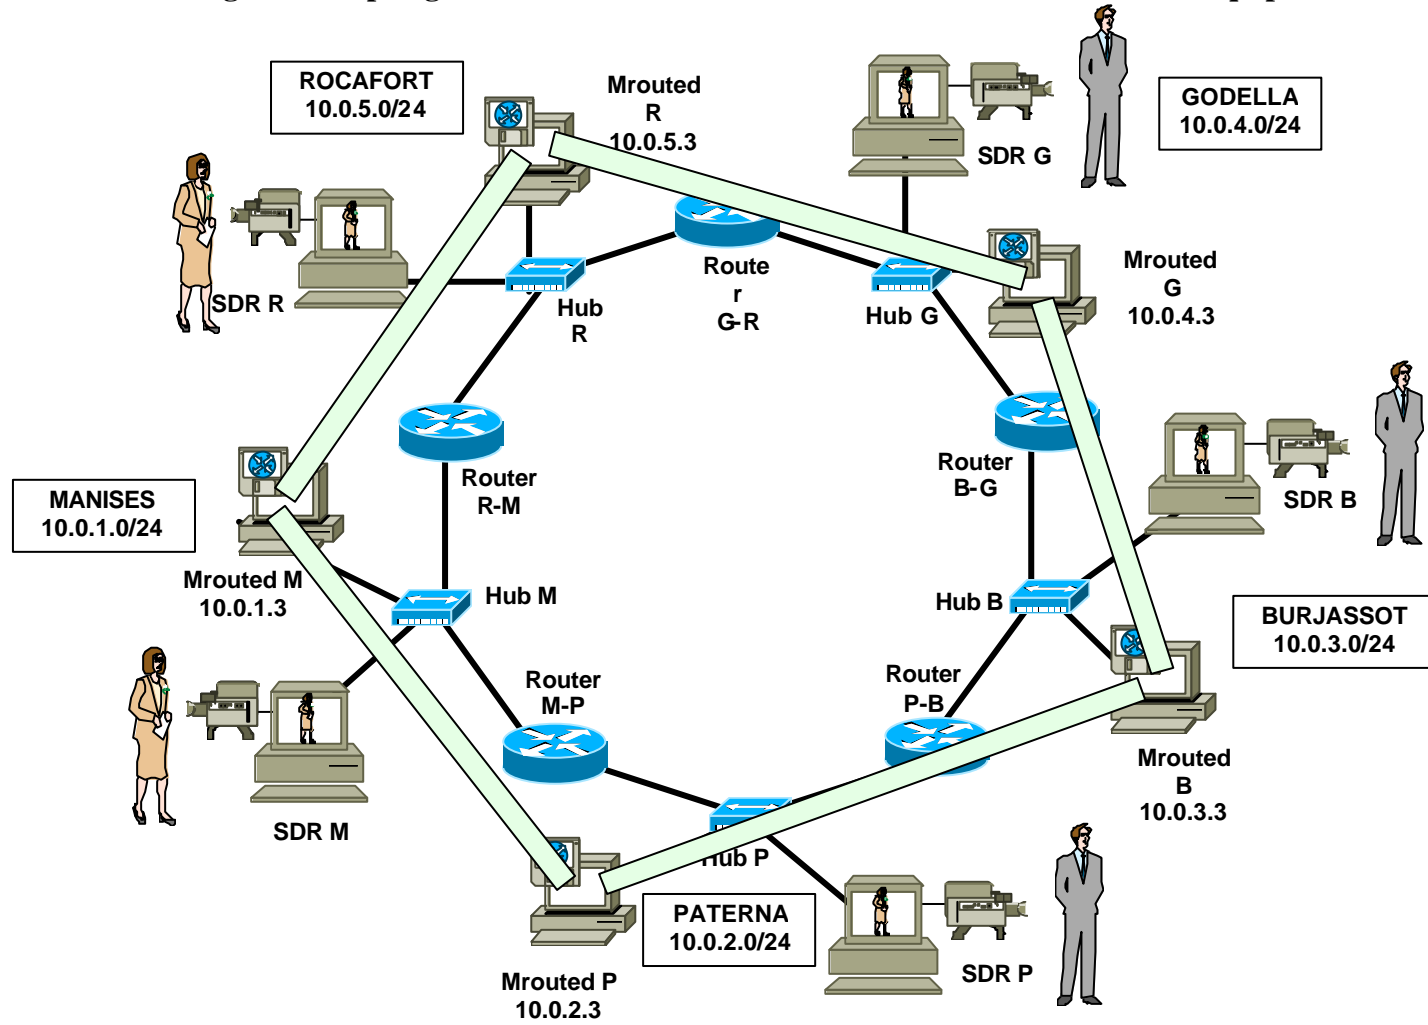 ROCAFORT
10.0.5.0/24
Mrouted
R
10.0.5.3
GODELLA
10.0.4.0/24
SDR G
SDR R
Hub
R
Route
r
G-R
Hub G
Mrouted
G
10.0.4.3
MANISES
10.0.1.0/24
Router
R-M
Router
B-G
SDR B
Mrouted M
10.0.1.3
Hub M
Hub B
BURJASSOT
10.0.3.0/24
Router
M-P
Router
P-B
SDR M
Mrouted
B
10.0.3.3
Hub P
PATERNA
10.0.2.0/24
Mrouted P
10.0.2.3
SDR P